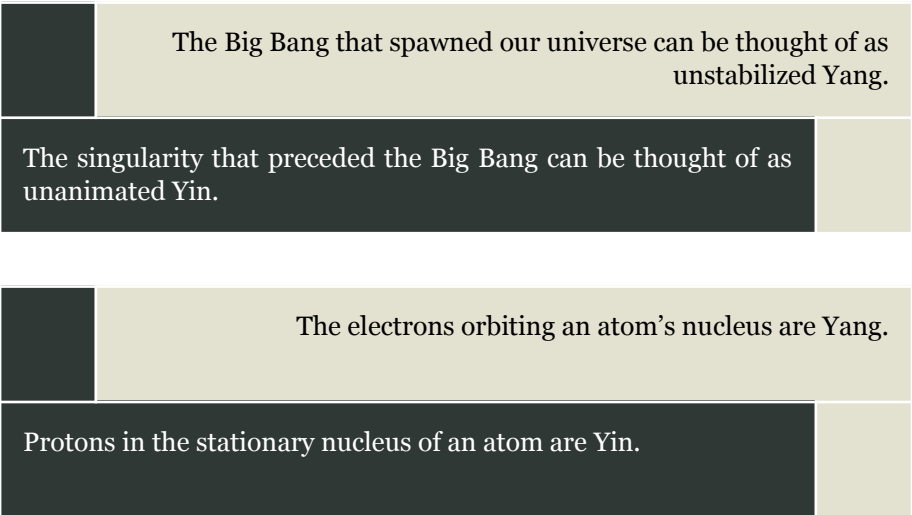 The Big Bang that spawned our universe can be thought of as
unstabilized Yang.
The singularity that preceded the Big Bang can be thought of as
unanimated Yin.
The electrons orbiting an atom’s nucleus are Yang.
Protons in the stationary nucleus of an atom are Yin.